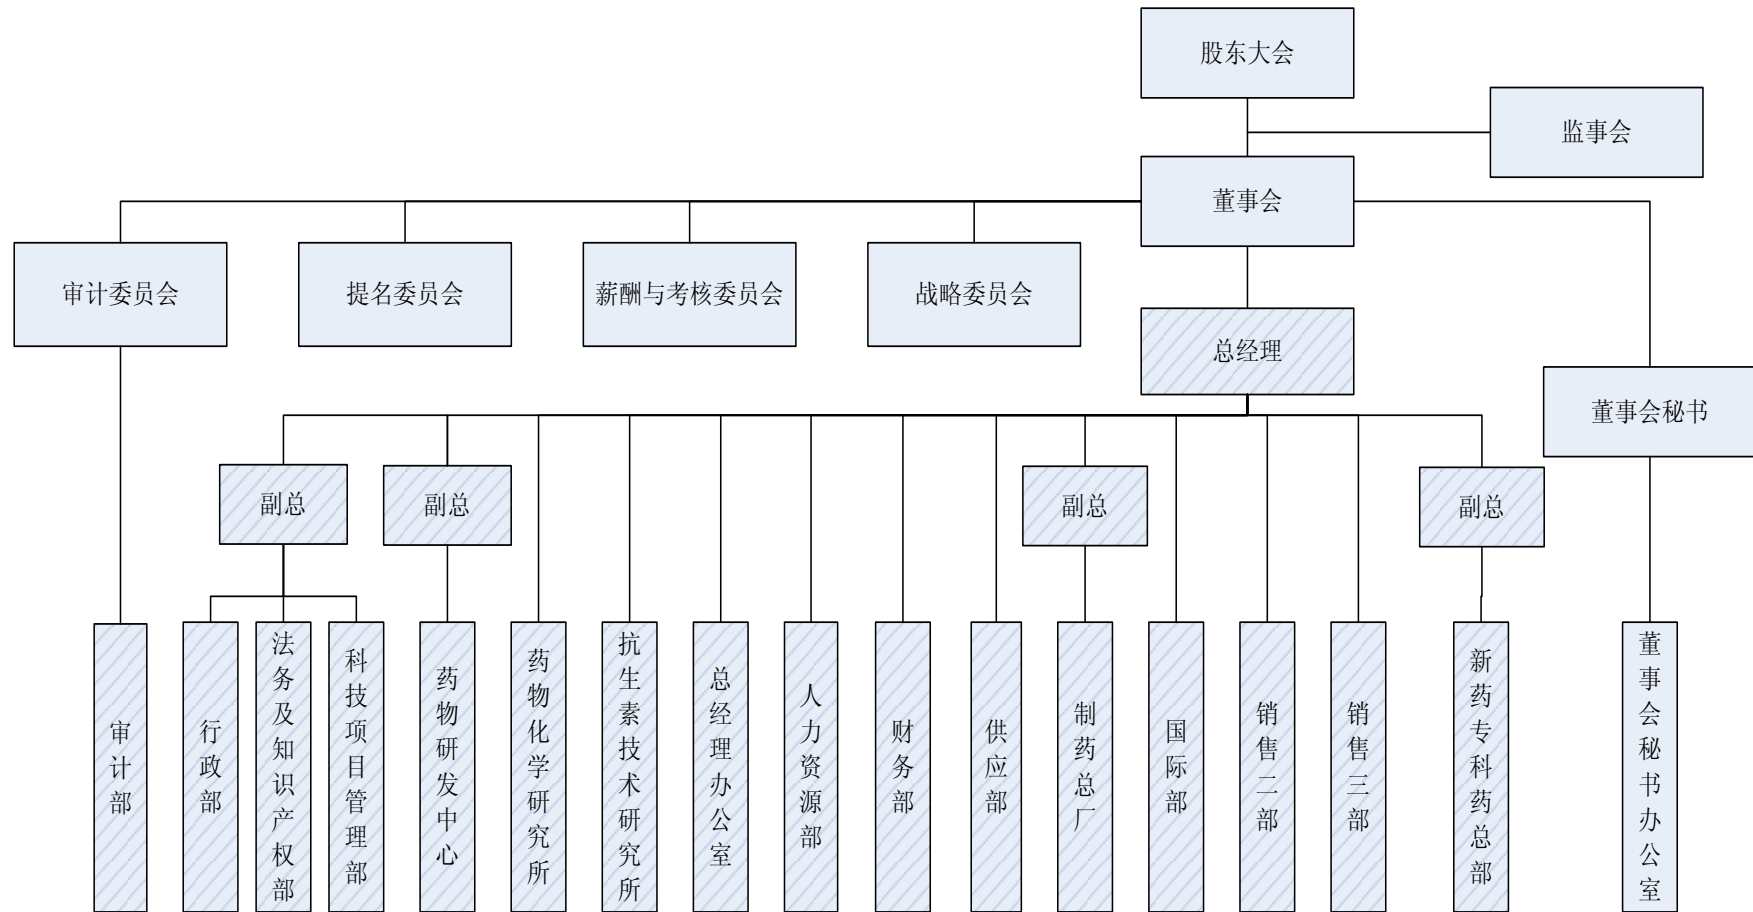 股东大会
监事会
董事会
审计委员会
提名委员会
薪酬与考核委员会
战略委员会
总经理
董事会秘书
副总
副总
副总
副总
审计部
行政部
法务及知识产权部
科技项目管理部
药物研发中心
药物化学研究所
抗生素技术研究所
总经理办公室
人力资源部
财务部
供应部
制药总厂
国际部
销售二部
销售三部
新药专科药总部
董事会秘书办公室